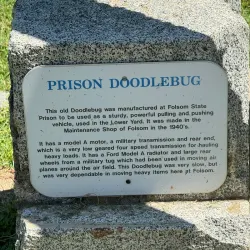 PRISON DOODLEBUG
This old Doodlebug was manufactured at Folsom State
Prison to be used as a sturdy, powerful pulling and pushing
vehicle, used in the Lower Yard. It was made in the
Maintenance Shop of Folsom in the 1940's.
It has a model A motor, a military transmission and rear end,
which is a very low geared four speed transmission for hauling
heavy loads. It has a Ford Model A radiator and large rear
wheels from a military tug which had been used in moving air
planes around the air field. This Doodlebug was very slow, but
was very dependable in moving heavy items here at Folsom.